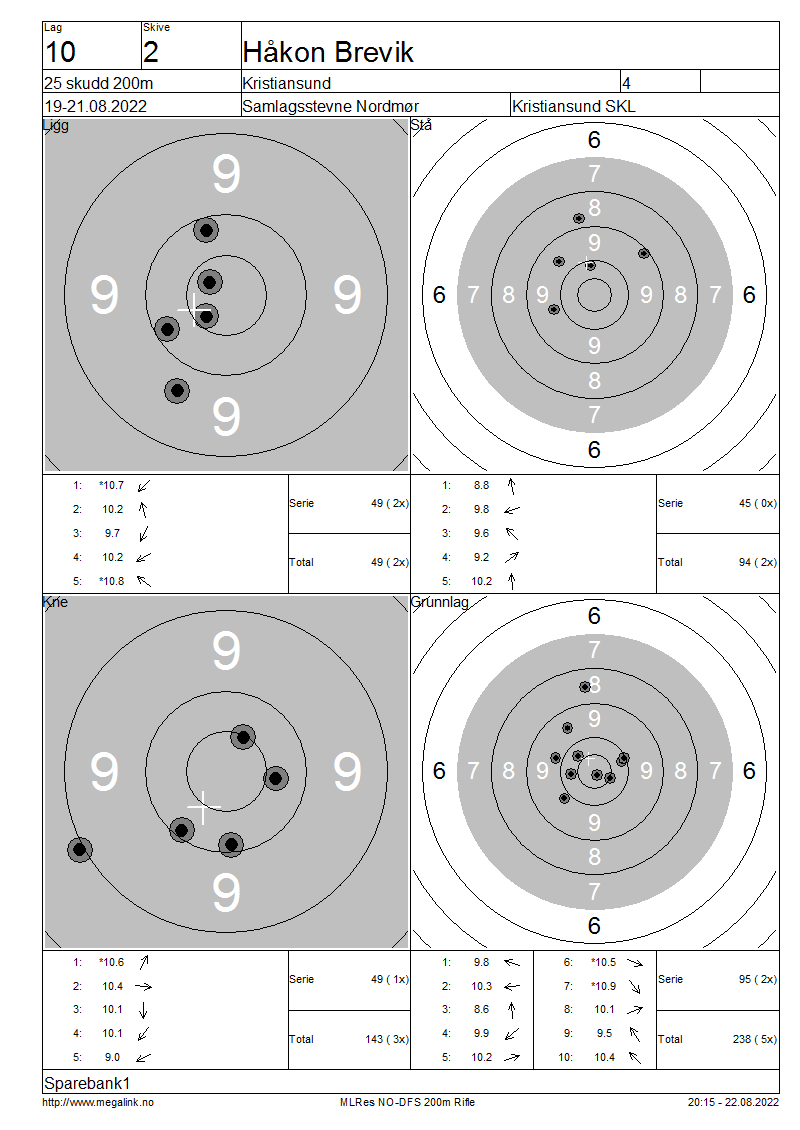 Lag Skive
10 2 Håkon Brevik
25 skudd 200m Kristiansund 4
19-21.08.2022 Samlagsstevne Nordmør Kristiansund SKL
Ligg
9
9 9
9
Stå
6
7
8
9
6 7 8 9 9 8 7 6
9
8
7
6
1: *10.7
2: 10.2
3: 9.7
4: 10.2
5: *10.8
Serie 49 ( 2x)
Total 49 ( 2x)
1: 8.8
2: 9.8
3: 9.6
4: 9.2
5: 10.2
Serie 45 ( 0x)
Total 94 ( 2x)
Kne
9
9 9
9
Grunnlag
6
7
8
9
6 7 8 9 9 8 7 6
9
8
7
6
1: *10.6
2: 10.4
3: 10.1
4: 10.1
5: 9.0
Serie 49 ( 1x)
Total 143 ( 3x)
1: 9.8 6: *10.5
2: 10.3 7: *10.9
3: 8.6 8: 10.1
4: 9.9 9: 9.5
5: 10.2 10: 10.4
Serie 95 ( 2x)
Total 238 ( 5x)
Sparebank1
http://www.megalink.no MLRes NO-DFS 200m Rifle 20:15 - 22.08.2022